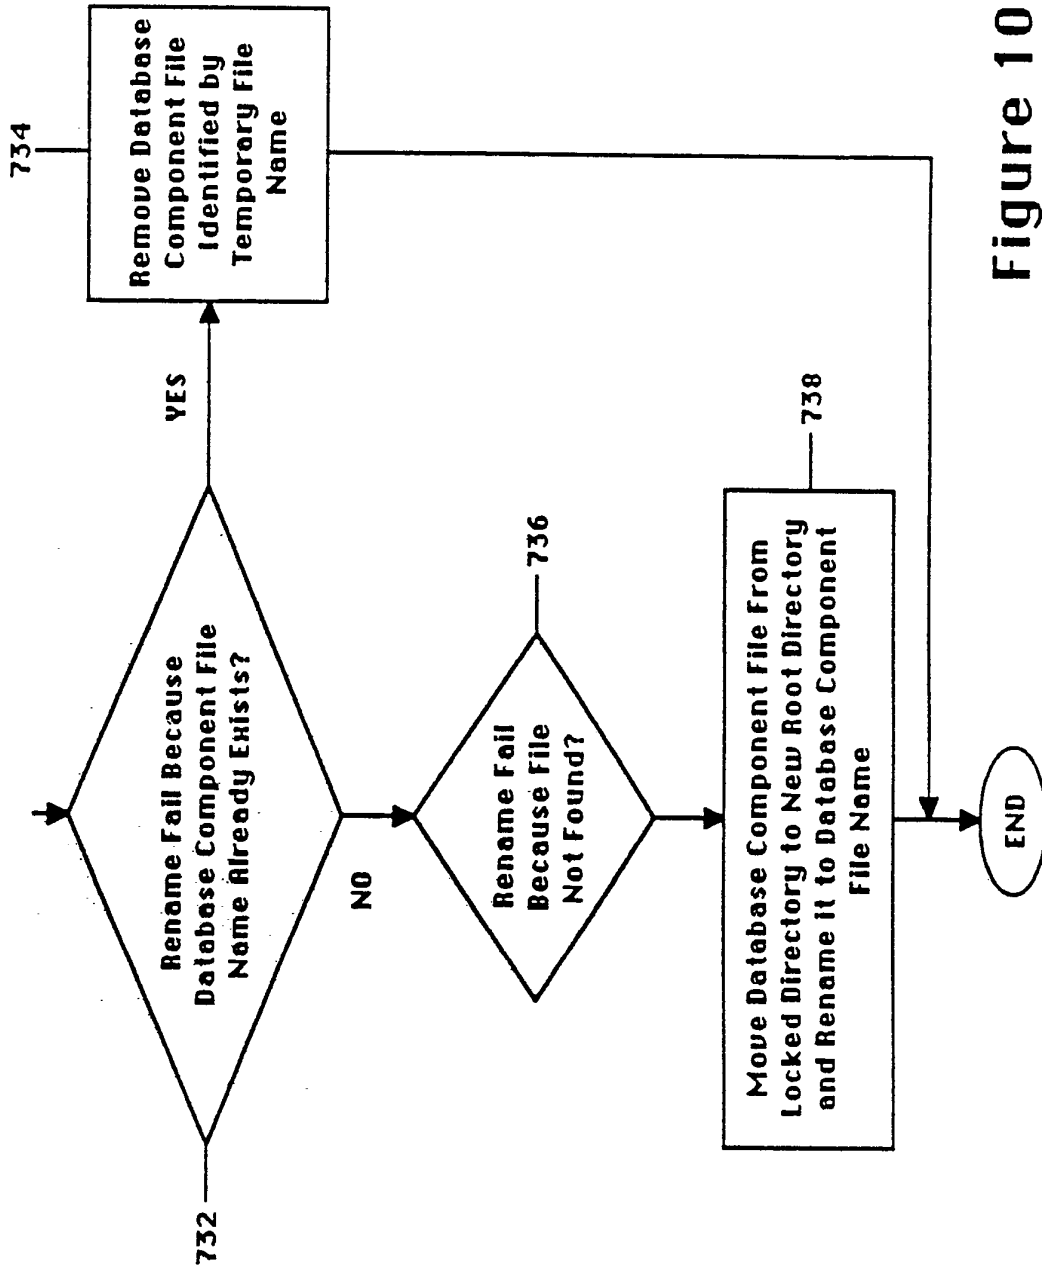 732
Rename Fail Because
Database Component File
Name Already Exists?
YES
734
Remove Database
Component File
Identified by
Temporary File
Name
NO
Rename Fail
Because File
Not Found?
736
Move Database Component File From
Locked Directory to New Root Directory
and Rename it to Database Component
File Name
738
END
Figure 10